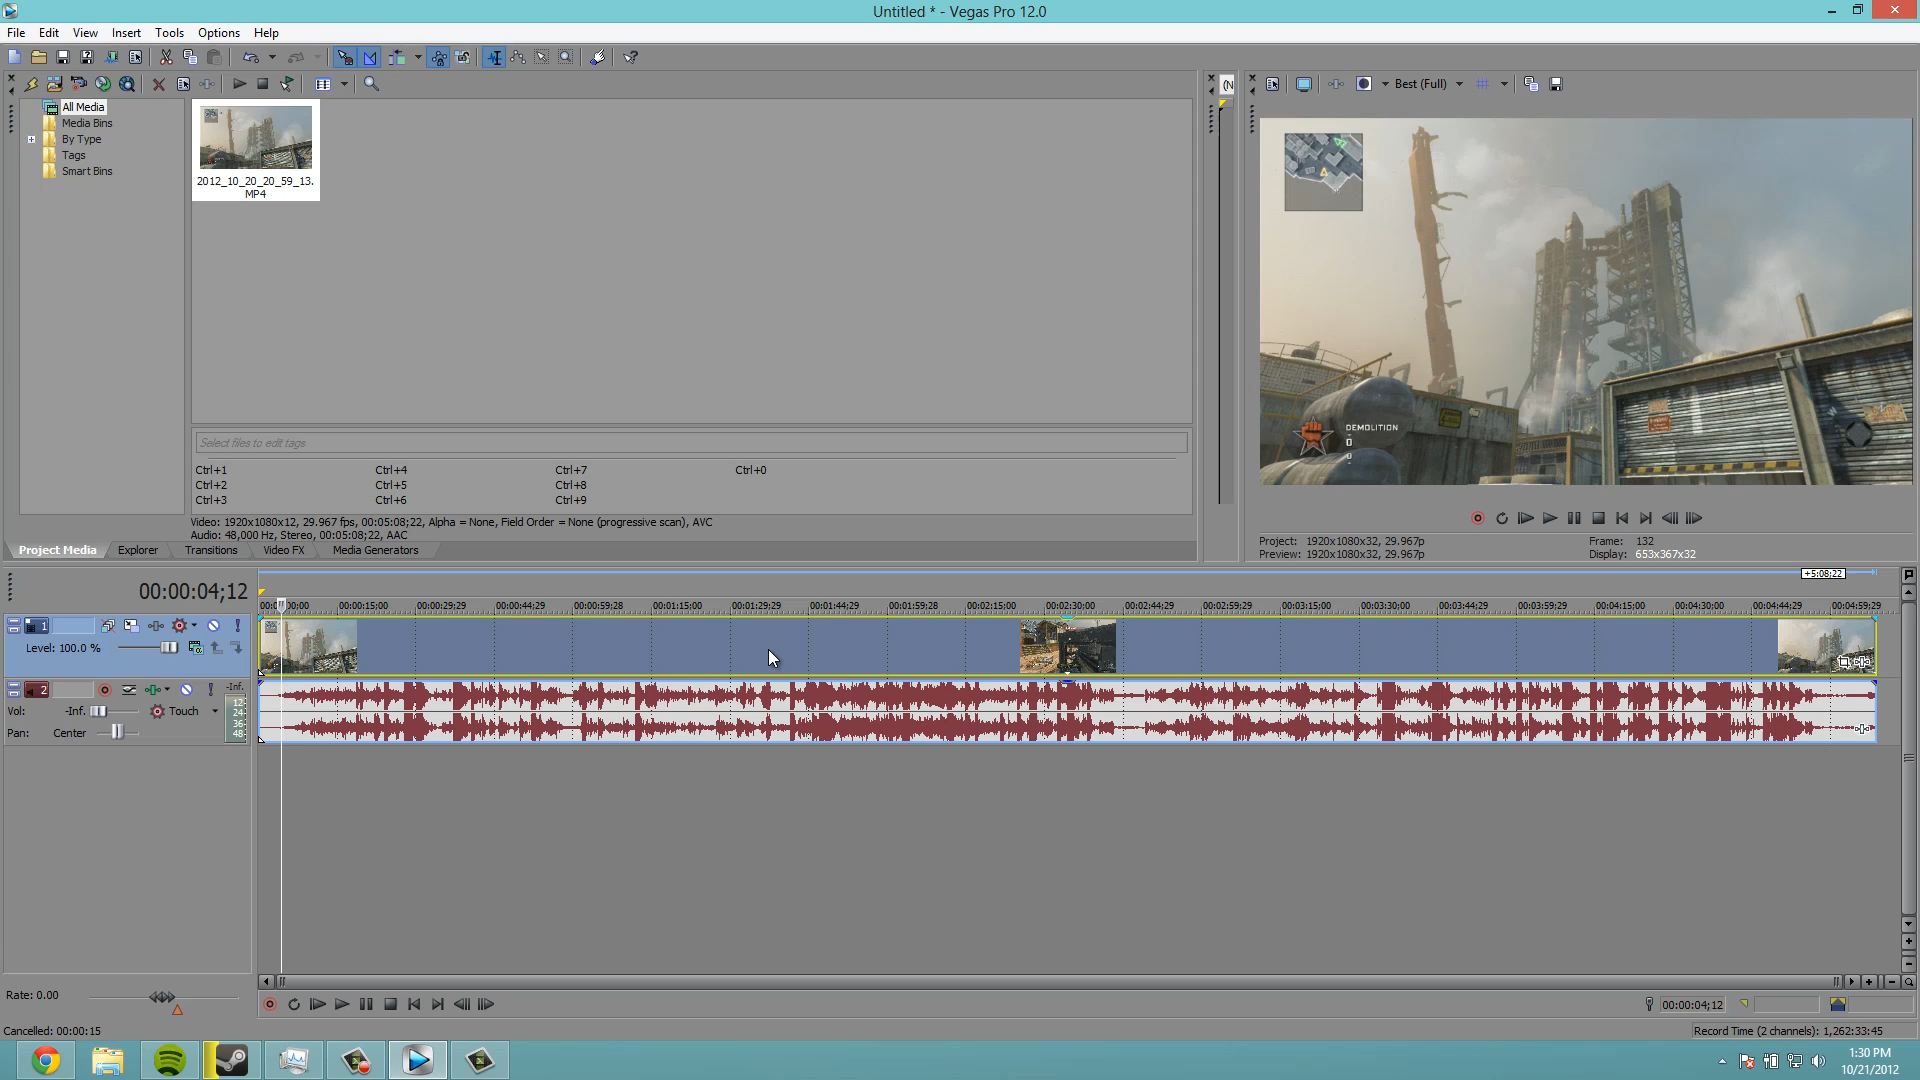 Untitled * - Vegas Pro 12.0
File Edit View Insert Tools Options Help
Best (Full)
All Media
Media Bins
By Type
Tags
Smart Bins
2012_10_20_20_59_13.
MP4
DEMOLITION
0
0
Select files to edit tags
Ctrl+1 Ctrl+4 Ctrl+7 Ctrl+0
Ctrl+2 Ctrl+5 Ctrl+8
Ctrl+3 Ctrl+6 Ctrl+9
Video: 1920x1080x12, 29.967 fps, 00:05:08;22, Alpha = None, Field Order = None (progressive scan), AVC
Audio: 48,000 Hz, Stereo, 00:05:08;22, AAC
Project Media Explorer Transitions Video FX Media Generators
Project: 1920x1080x32, 29.967p Frame: 132
Preview: 1920x1080x32, 29.967p Display: 653x367x32
+5:08;22
00:00:04;12
00:00:15;00 00:00:29;29 00:00:44;29 00:00:59;28 00:01:15;00 00:01:29;29 00:01:44;29 00:01:59;28 00:02:15;00 00:02:30;00 00:02:44;29 00:02:59;29 00:03:15;00 00:03:30;00 00:03:44;29 00:03:59;29 00:04:15;00 00:04:30;00 00:04:44;29 00:04:59;29
1
Level: 100.0 %
2 -Inf.
Vol: -Inf. Touch
12
24
36
48
Pan: Center
Rate: 0.00
00:00:04;12
Cancelled: 00:00:15
Record Time (2 channels): 1,262:33:45
1:30 PM
10/21/2012